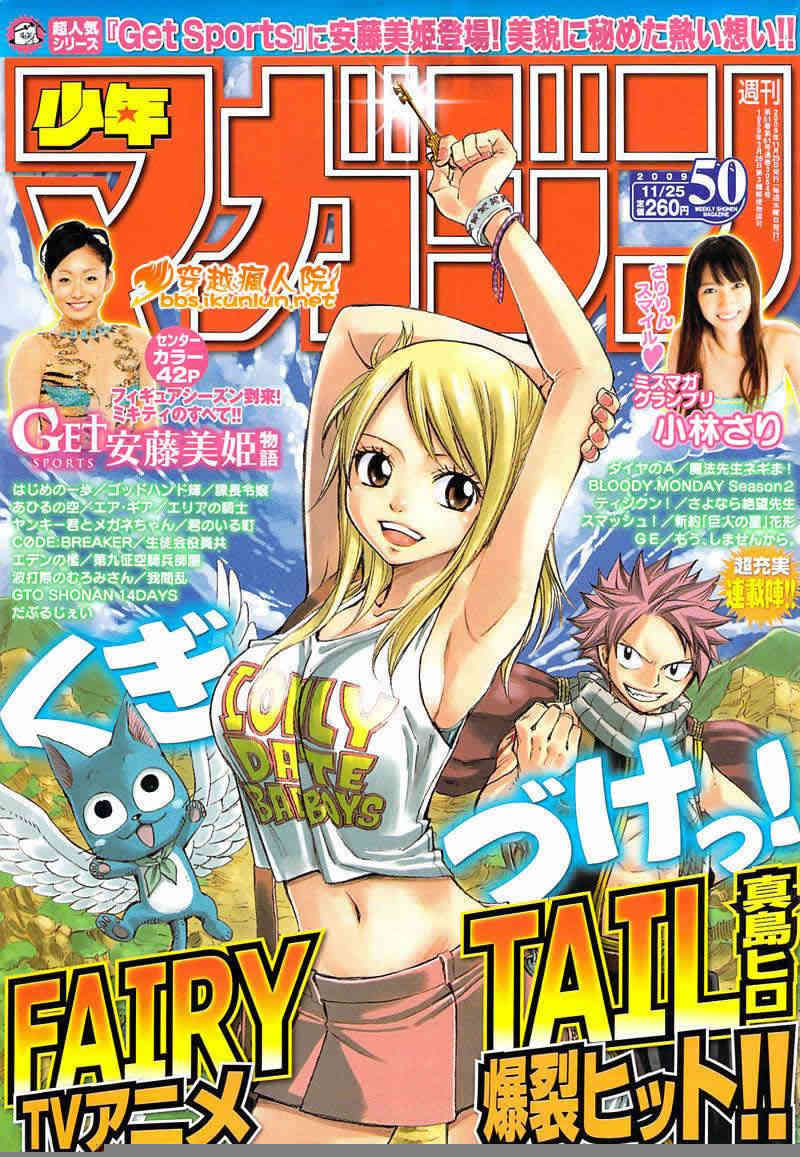 超人気
シリーズ
『Get Sports』に安藤美姫登場! 美貌に秘めた熱い想い!!
週刊
少年
マガジン
2009
11/25
定価260円
50
WEEKLY SHONEN
MAGAZINE
穿越瘋人院
bbs.ikunlun.net
センター
カラー
42P
フィギュアシーズン到来!
ミキティのすべて!!
GEt
SPORTS
安藤美姫物語
さりりん
スマイル♥
ミスマガ
グランプリ
小林さり
はじめの一歩/ゴッドハンド輝/課長令嬢
あひるの空/エア・ギア/エリアの騎士
ヤンキー君とメガネちゃん/君のいる町
C0DE:BREAKER/生徒会役員共
エデンの檻/第九征空騎兵師團
波打際のむろみさん/我間乱
GTO SHONAN 14DAYS
だぶるじぇい
ダイヤのA/魔法先生ネギま!
BLOODY MONDAY Season2
ディジクン!/さよなら絶望先生
スマッシュ!/新約「巨人の星」花形
GE/もう、しませんから。
超充実
連載陣!!
くぎ
づけっ!
I ONLY
DATE
BAD BOYS
FAIRY TAIL
真島ヒロ
TVアニメ
爆裂ヒット!!